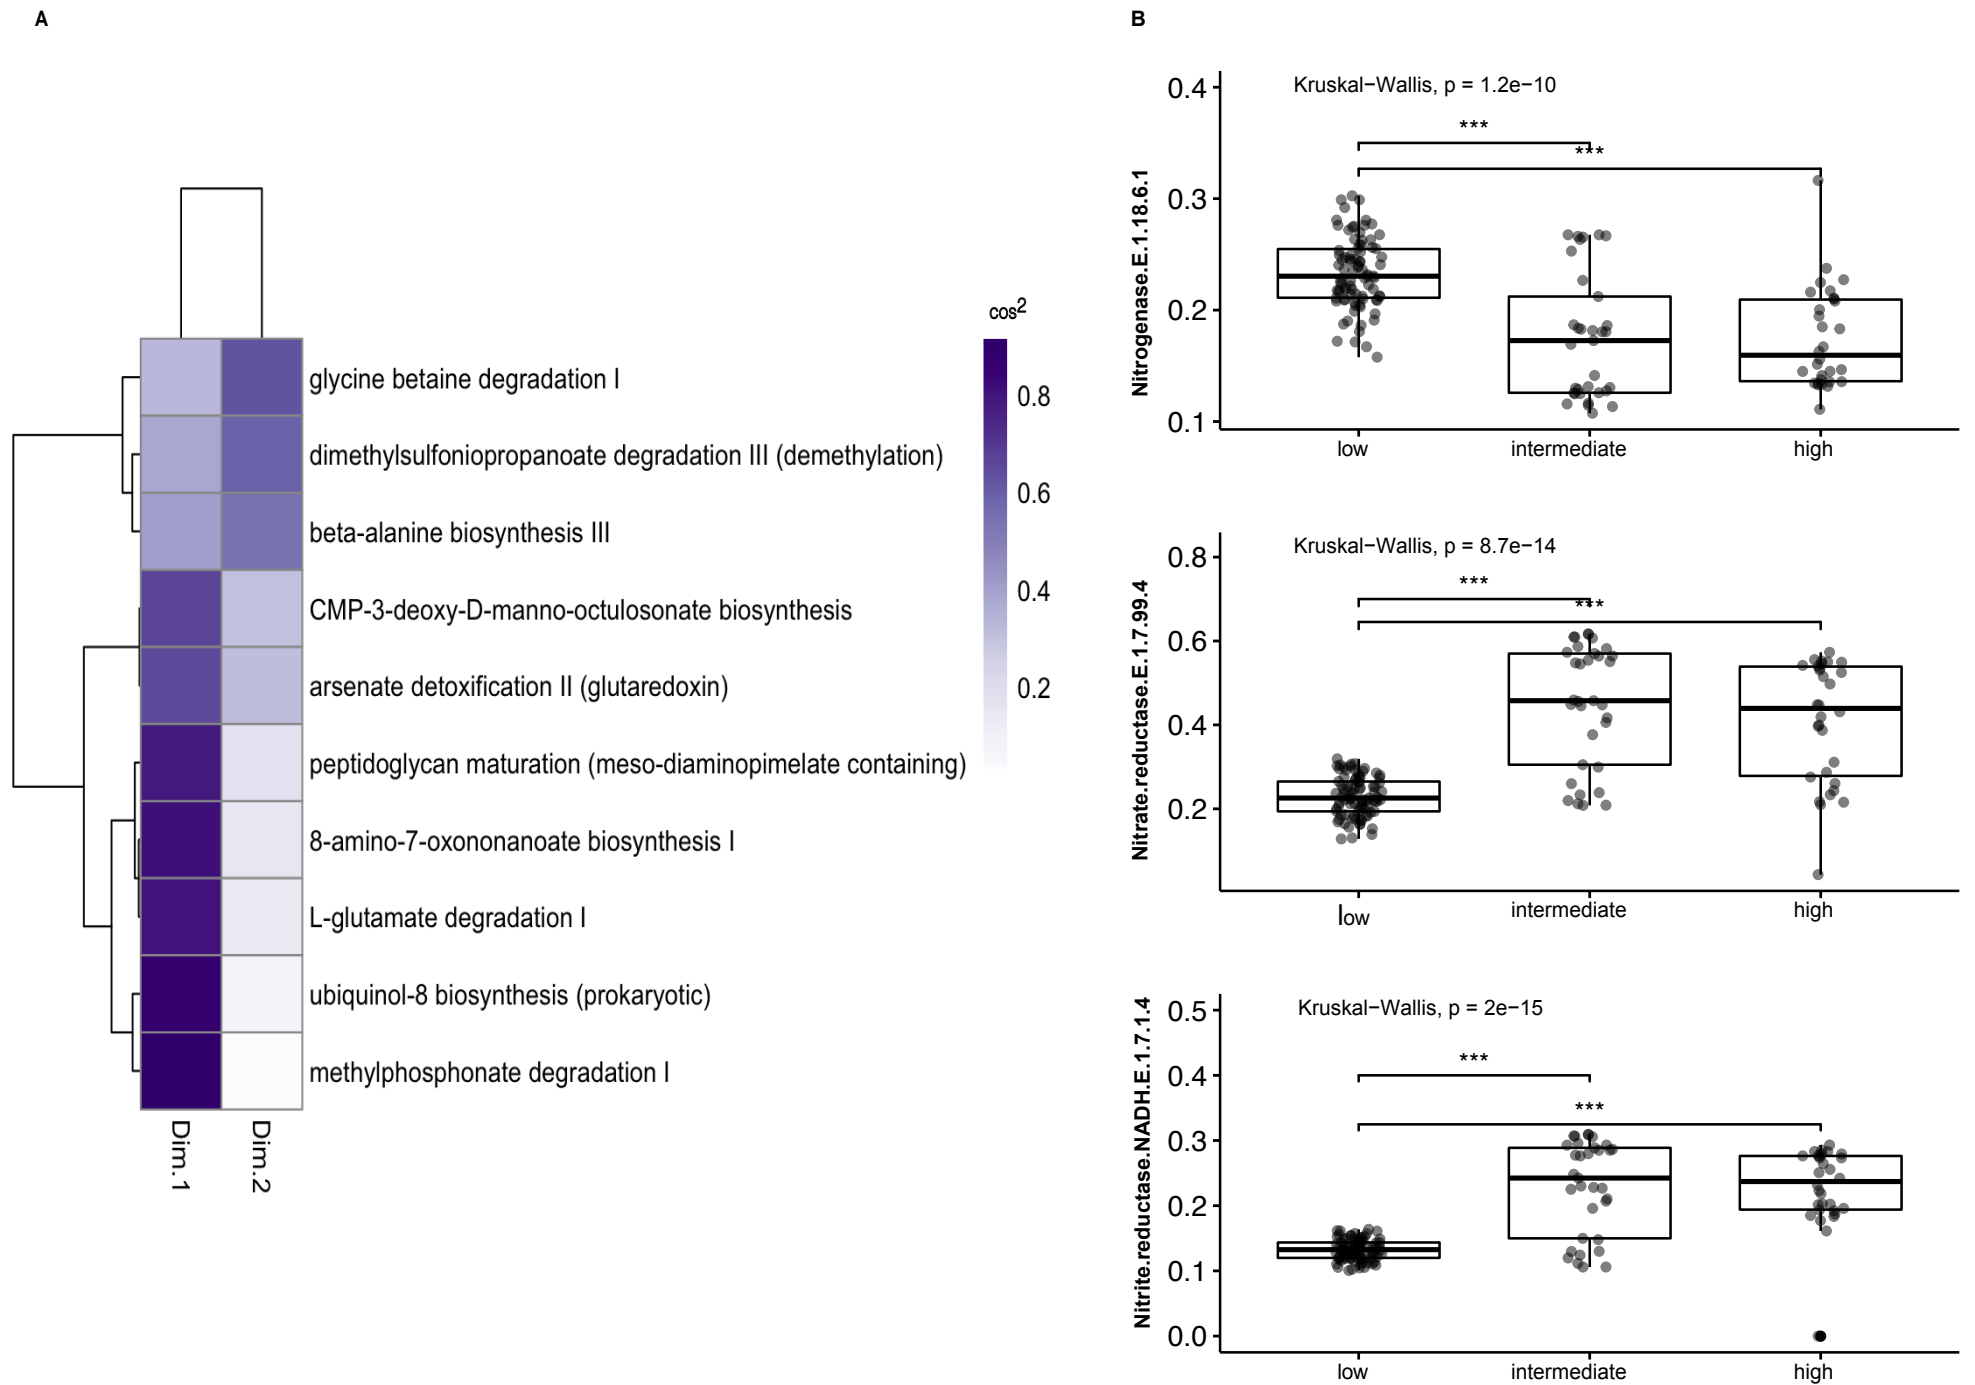 A
cos2
0.8
0.6
0.4
0.2
glycine betaine degradation I
dimethylsulfoniopropanoate degradation III (demethylation)
beta-alanine biosynthesis III
CMP-3-deoxy-D-manno-octulosonate biosynthesis
arsenate detoxification II (glutaredoxin)
peptidoglycan maturation (meso-diaminopimelate containing)
8-amino-7-oxononanoate biosynthesis I
L-glutamate degradation I
ubiquinol-8 biosynthesis (prokaryotic)
methylphosphonate degradation I
Dim.1
Dim.2
B
Nitrogenase.E.1.18.6.1
Kruskal−Wallis, p = 1.2e−10
***
***
0.4
0.3
0.2
0.1
low
intermediate
high
Nitrate.reductase.E.1.7.99.4
Kruskal−Wallis, p = 8.7e−14
***
***
0.8
0.6
0.4
0.2
low
intermediate
high
Nitrite.reductase.NADH.E.1.7.1.4
Kruskal−Wallis, p = 2e−15
***
***
0.5
0.4
0.3
0.2
0.1
0.0
low
intermediate
high